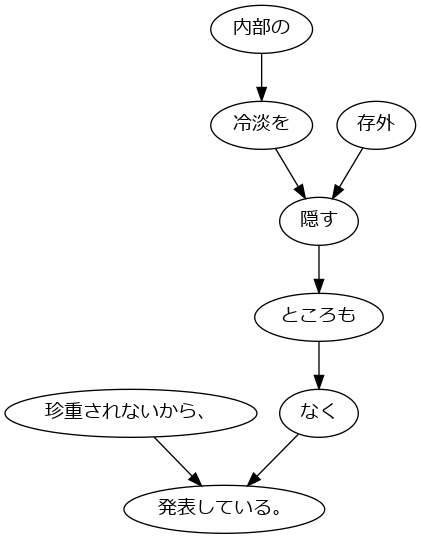 内部の
冷淡を
存外
隠す
ところも
珍重されないから、
なく
発表している。